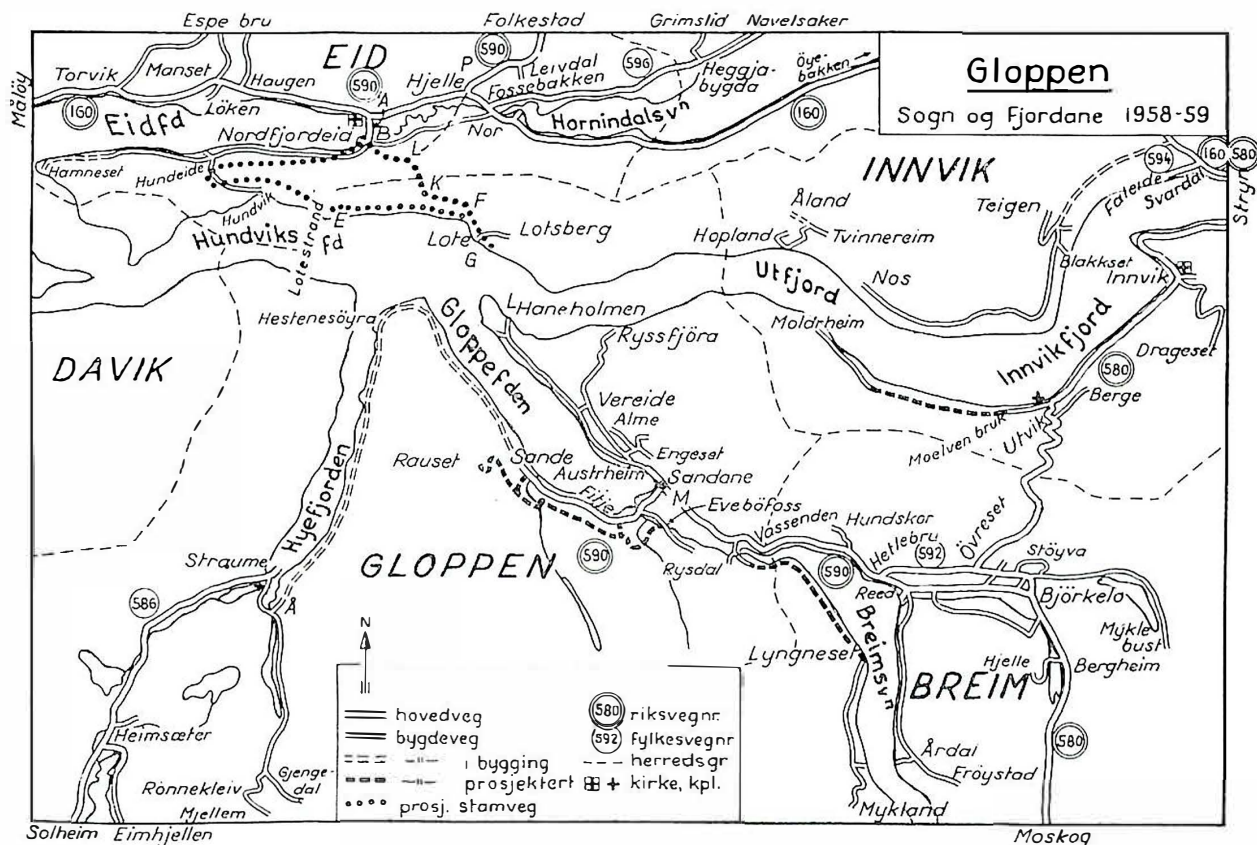 Espe bru
Folkestad
Grimslid
Navelsaker
Målöy
Torvik
Manset
Haugen
EID
590
P
590
Hjelle
Leivdal
Fossebakken
596
Heggja-
bygda
Öye-
bakken
Gloppen
Sogn og Fjordane 1958-59
160
Eidfd
Löken
A
Nordfjordeid
B
Nor
Hornindalsvn
160
Hamneset
Hundeide
L
K
F
INNVIK
594
160
580
Faleide
Svardal
Stryn
Hundvik
Hundviks
fd
Lotestrand
E
Lote
G
Lotsberg
Åland
Hopland
Tvinnereim
Teigen
Blakkset
Innvik
Utfjord
Nos
Hestenesöyra
Gloppefden
L
Haneholmen
Ryssfjöra
Moldrheim
Innvikfjord
Drageset
580
Berge
DAVIK
Vereide
Alme
Engeset
Moelven bruk
Utvik
Hyefjorden
Rauset
Sande
Austrheim
Sandane
Fitje
M
Eveböfoss
Vassenden
Hundskar
Hetlebru
592
Övreset
Stöyva
Straume
GLOPPEN
590
Rysdal
590
Reed
Björkelo
586
Å
Breimsvn
Mykle
bust
Lyngneset
Hjelle
Bergheim
BREIM
N
580
Heimsæter
Årdal
Fröystad
Rönnekleiv
Gjenge-
dal
Mjellem
Mykland
hovedveg
bygdeveg
—"— i bygging
—"— prosjektert
prosj. stamveg
580 riksvegnr.
592 fylkesvegnr
herredsgr
kirke, kpl.
Solheim
Eimhjellen
Moskog